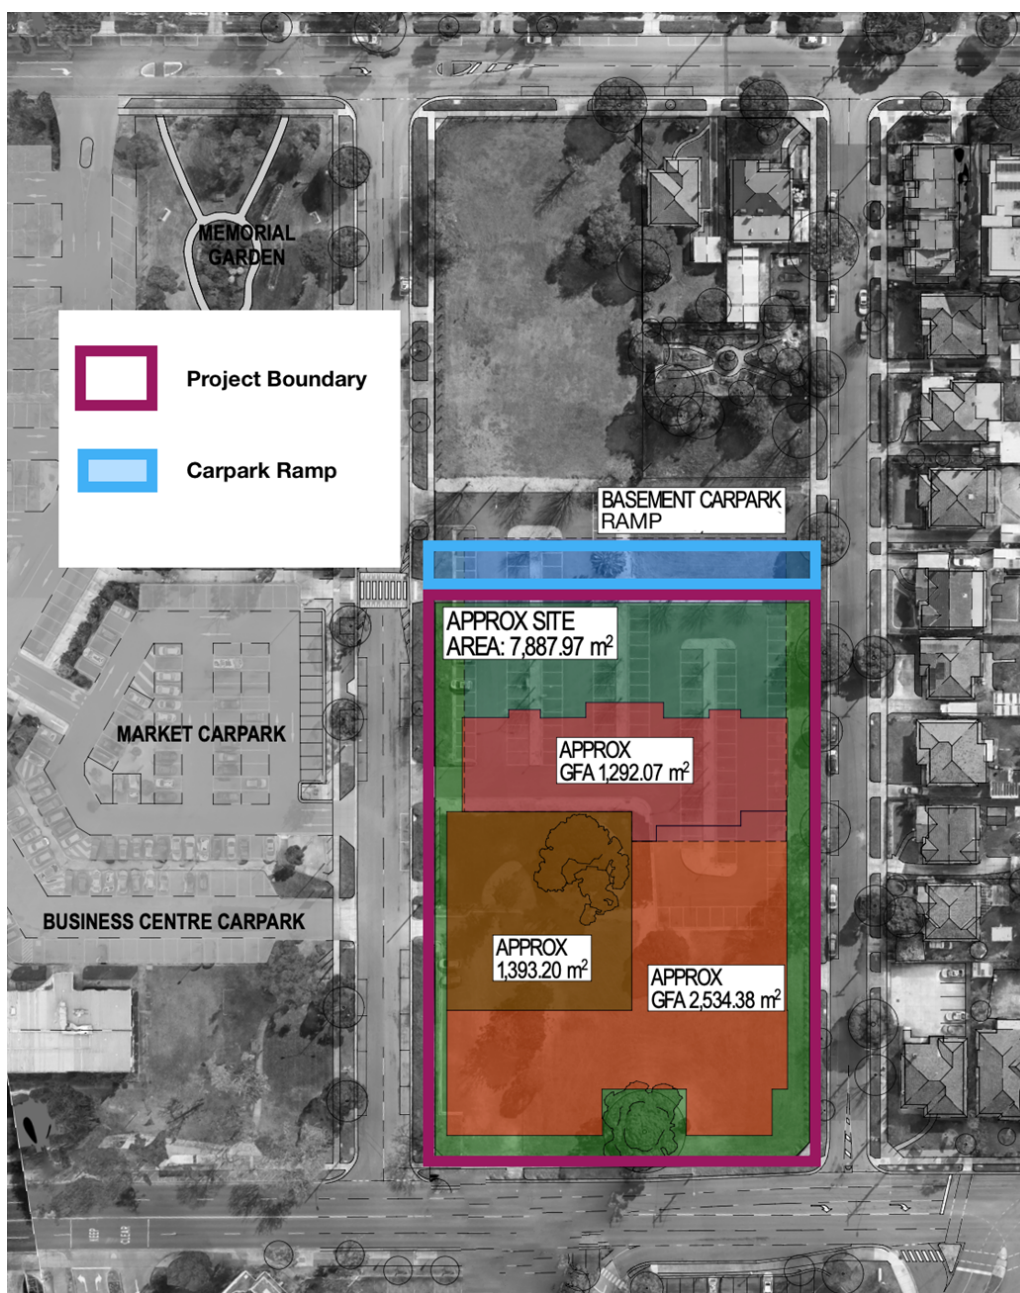 MEMORIAL
GARDEN
Project Boundary
Carpark Ramp
BASEMENT CARPARK
RAMP
APPROX SITE
AREA: 7,887.97 m²
MARKET CARPARK
APPROX
GFA 1,292.07 m²
BUSINESS CENTRE CARPARK
APPROX
1,393.20 m²
APPROX
GFA 2,534.38 m²